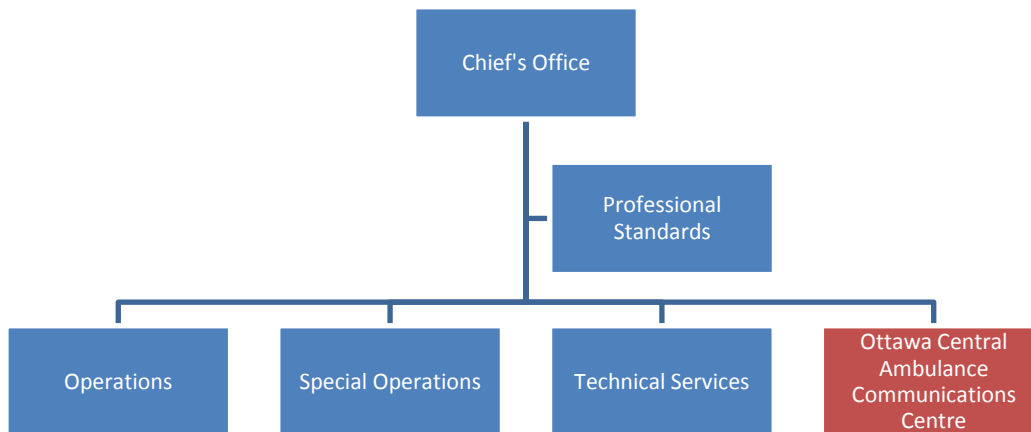 Chief's Office
Professional
Standards
Operations
Special Operations
Technical Services
Ottawa Central
Ambulance
Communications
Centre